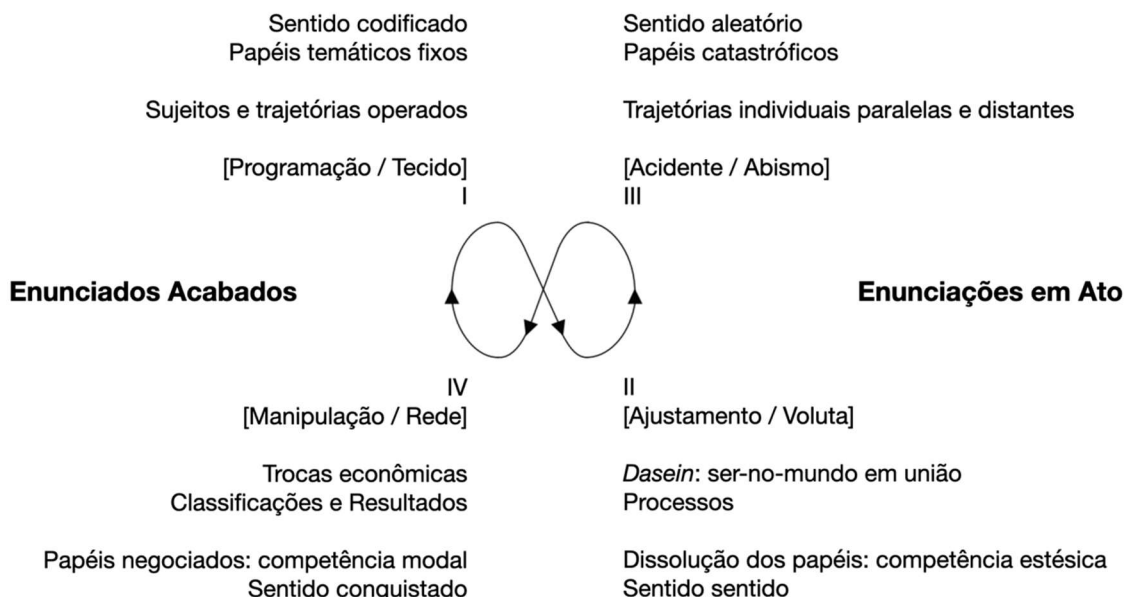 Sentido codificado
Papéis temáticos fixos
Sujeitos e trajetórias operados
[Programação / Tecido]
I
Sentido aleatório
Papéis catastróficos
Trajetórias individuais paralelas e distantes
[Acidente / Abismo]
III
Enunciados Acabados
Enunciações em Ato
IV
[Manipulação / Rede]
Trocas econômicas
Classificações e Resultados
Papéis negociados: competência modal
Sentido conquistado
II
[Ajustamento / Voluta]
Dasein: ser-no-mundo em união
Processos
Dissolução dos papéis: competência estésica
Sentido sentido